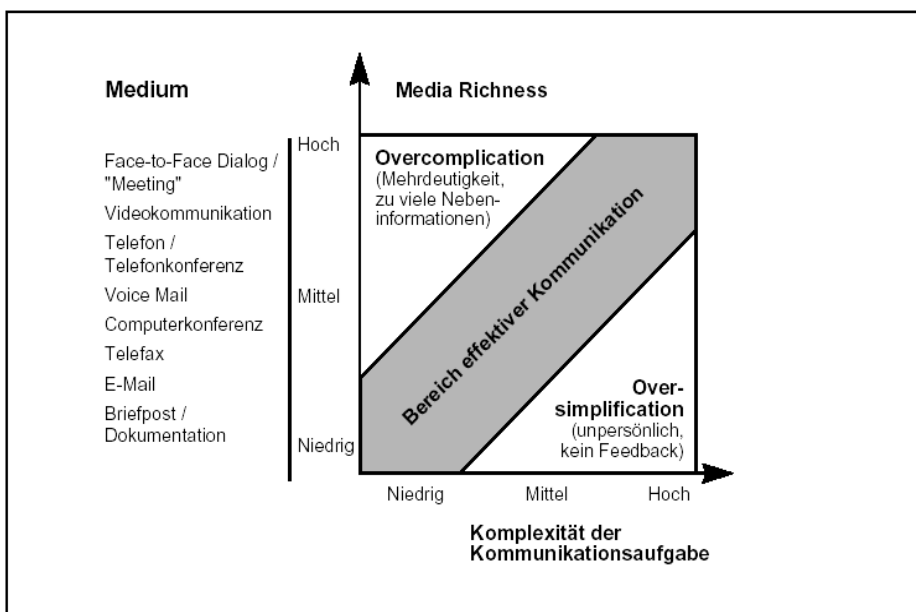 Medium
Face-to-Face Dialog /
"Meeting"
Videokommunikation
Telefon /
Telefonkonferenz
Voice Mail
Computerkonferenz
Telefax
E-Mail
Briefpost /
Dokumentation
Media Richness
Hoch
Mittel
Niedrig
Overcomplication
(Mehrdeutigkeit,
zu viele Neben-
informationen)
Bereich effektiver Kommunikation
Over-
simplification
(unpersönlich,
kein Feedback)
Niedrig
Mittel
Hoch
Komplexität der
Kommunikationsaufgabe